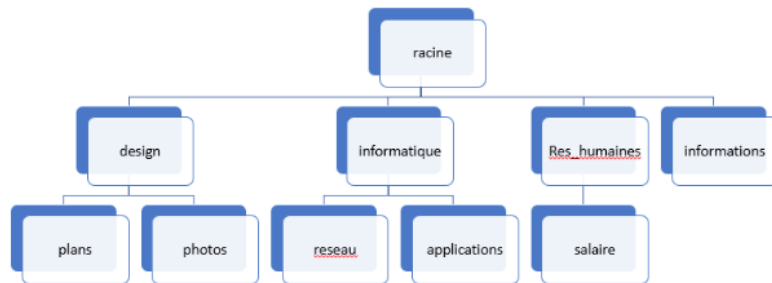 racine
design
informatique
Res_humaines
informations
plans
photos
reseau
applications
salaire